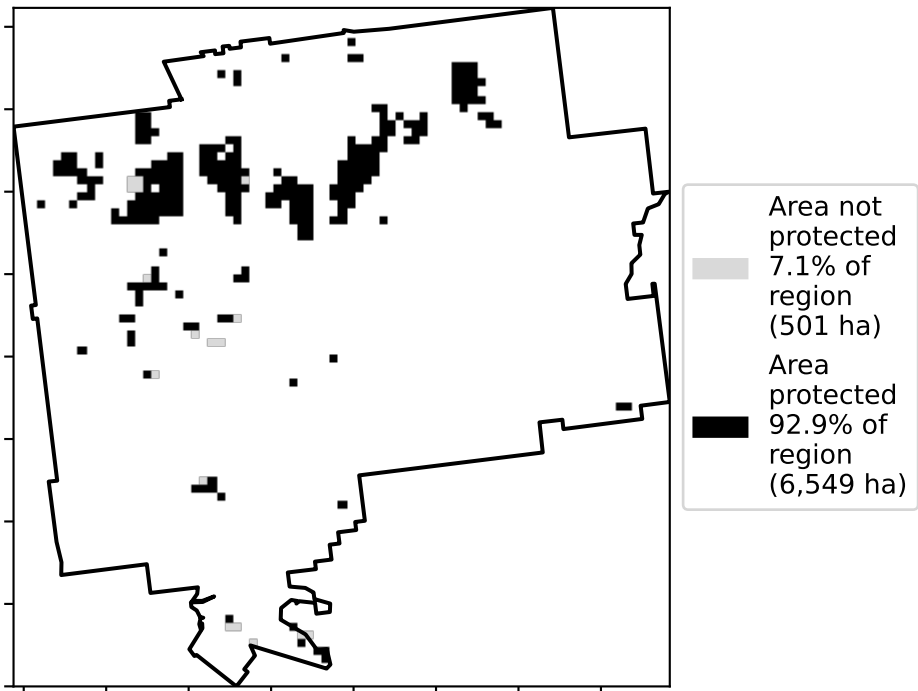 Area not
protected
7.1% of
region
(501 ha)
Area
protected
92.9% of
region
(6,549 ha)